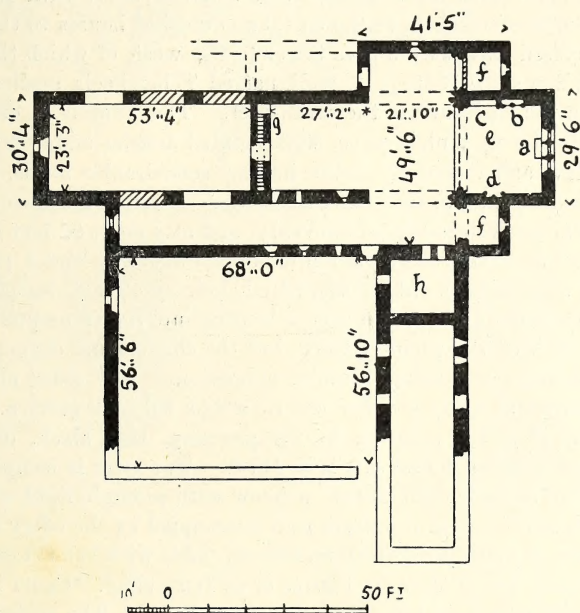 41'·5"
f
53'·4"
g
27'·2"
21'·10"
c
b
e
a
d
30'·4"
23'·3"
49'·6"
29'·6"
f
68'·0"
h
56'·6"
56'·10"
10' 0 50 FT